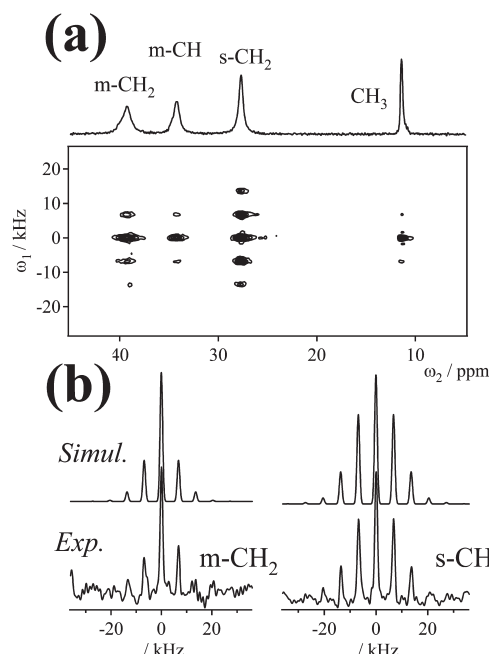 (a)
m-CH2
m-CH
s-CH2
CH3
20
10
0
-10
-20
ω1 / kHz
40 30 20 10
ω2 / ppm
(b)
Simul.
Exp.
m-CH2
s-CH
-20 0 20
/ kHz
-20 0 20
/ kHz